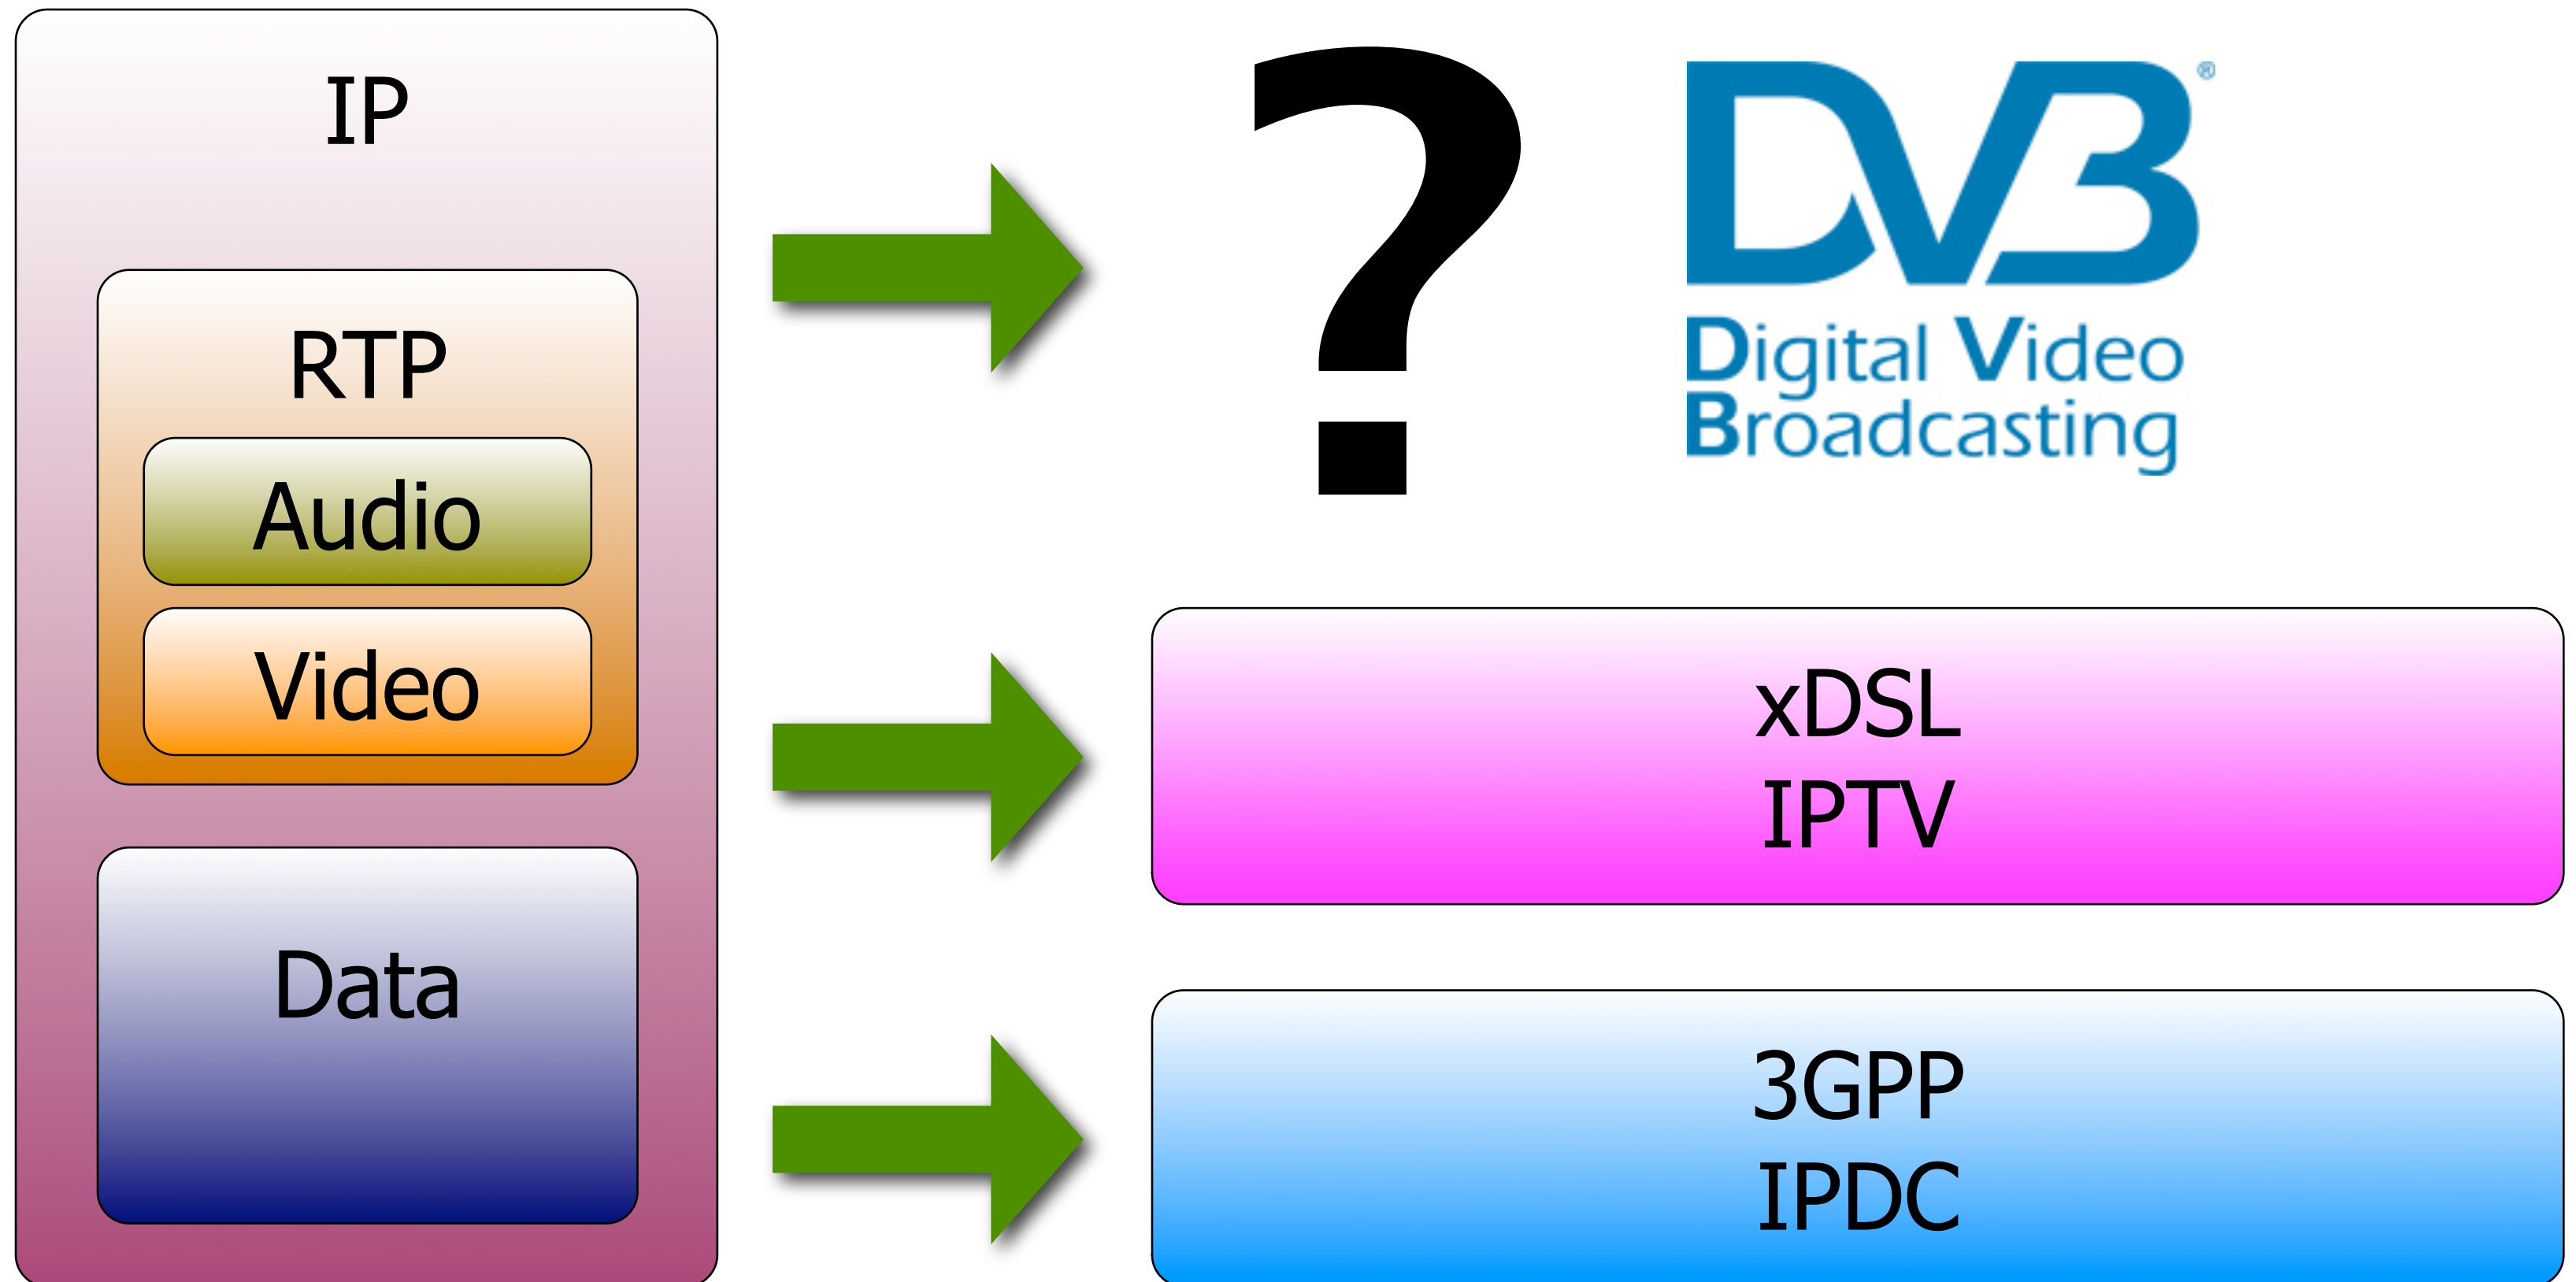 IP
RTP
Audio
Video
Data
?
DVB®
Digital Video
Broadcasting
xDSL
IPTV
3GPP
IPDC